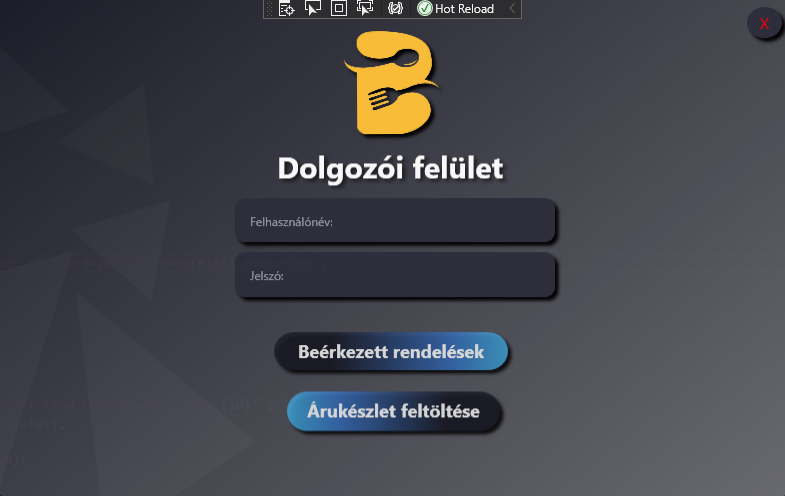 Hot Reload
X
Dolgozói felület
Felhasználónév:
Jelszó:
Beérkezett rendelések
Árukészlet feltöltése